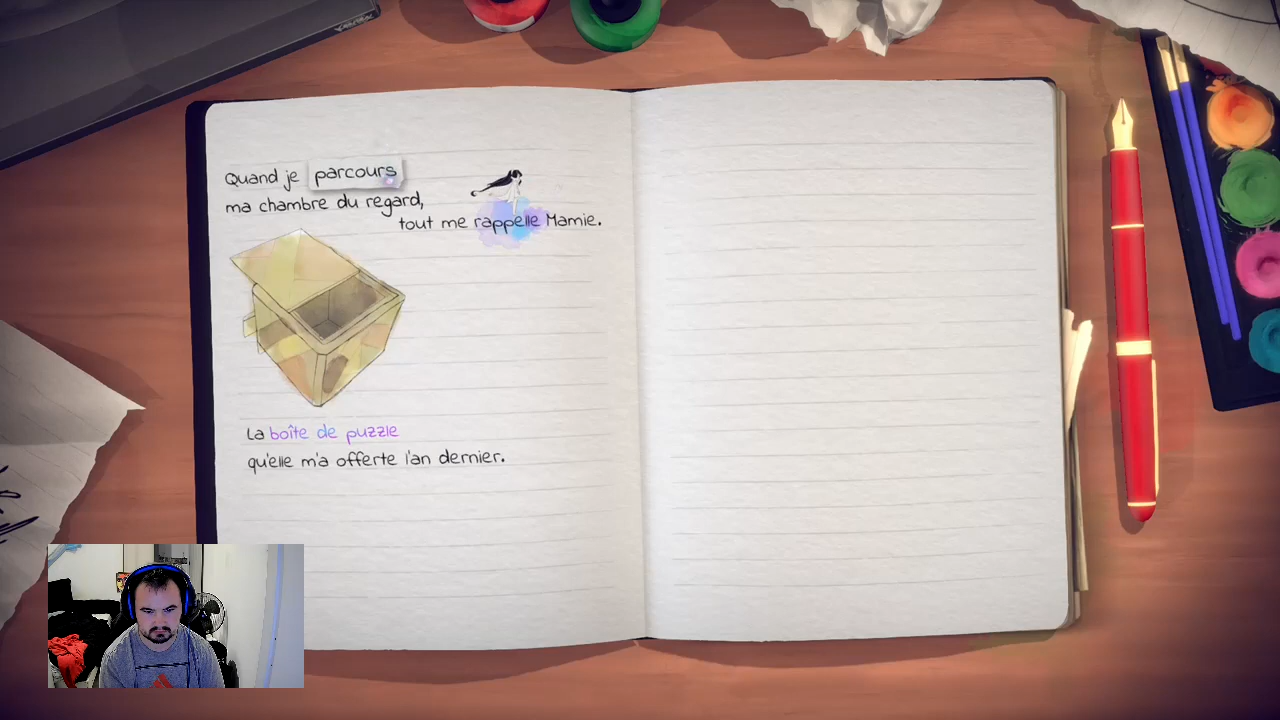 Quand je parcours
ma chambre du regard,
tout me rappelle Mamie.
La boîte de puzzle
qu'elle m'a offerte l'an dernier.